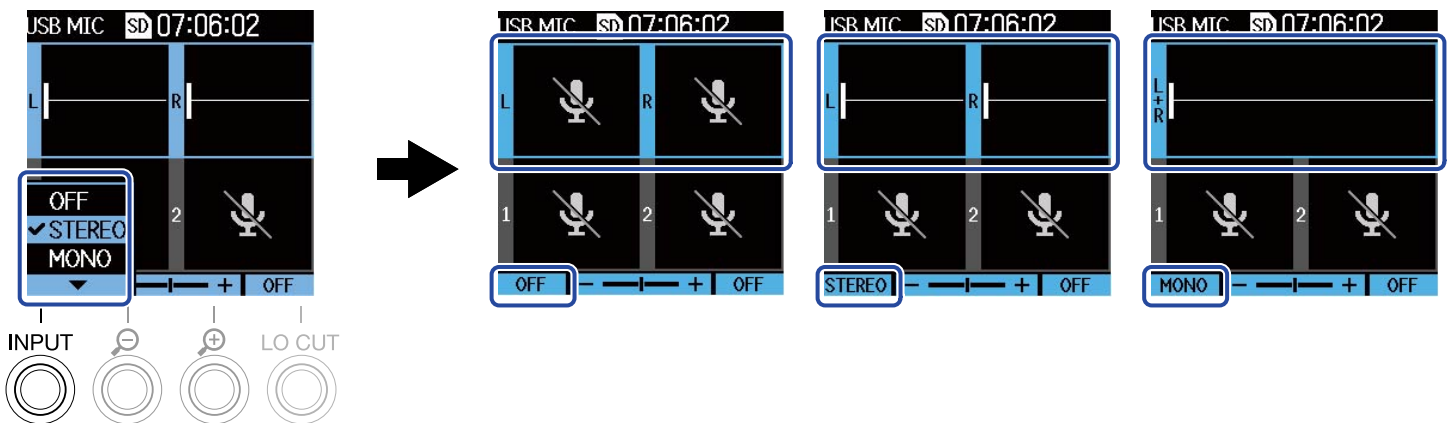 USB MIC SD 07:06:02
L R
OFF
✔STEREO
MONO
2
- + OFF
INPUT LO CUT
USB MIC SD 07:06:02
L R
1 2
OFF - + OFF
USB MIC SD 07:06:02
L R
1 2
STEREO - + OFF
USB MIC SD 07:06:02
L+R
1 2
MONO - + OFF